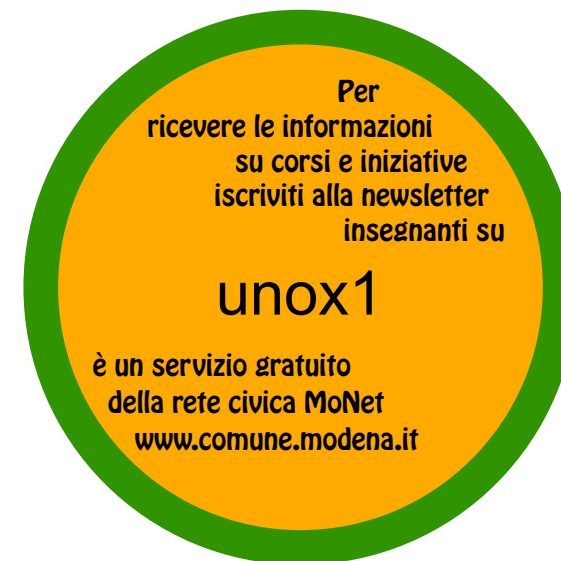 Per
ricevere le informazioni
su corsi e iniziative
iscriviti alla newsletter
insegnanti su
unox1
è un servizio gratuito
della rete civica MoNet
www.comune.modena.it